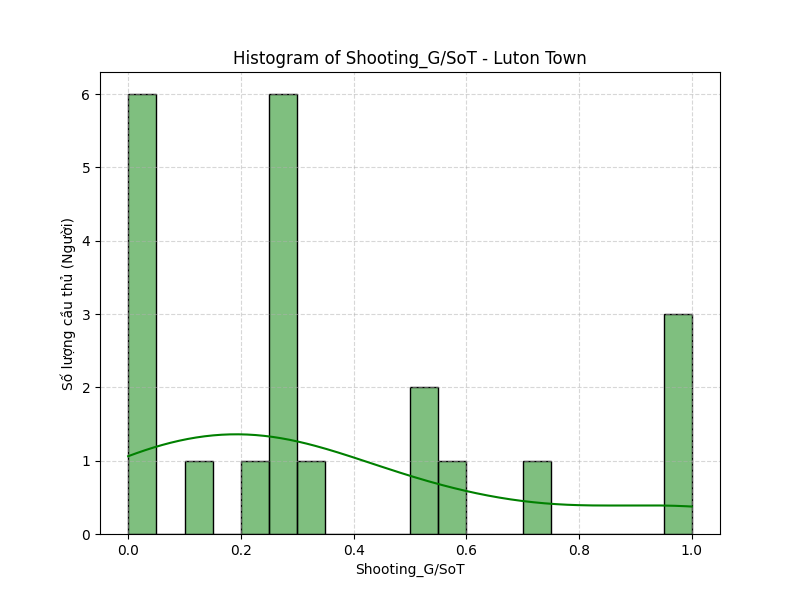 Histogram of Shooting_G/SoT - Luton Town
Số lượng cầu thủ (Người)
6
5
4
3
2
1
0
0.0 0.2 0.4 0.6 0.8 1.0
Shooting_G/SoT